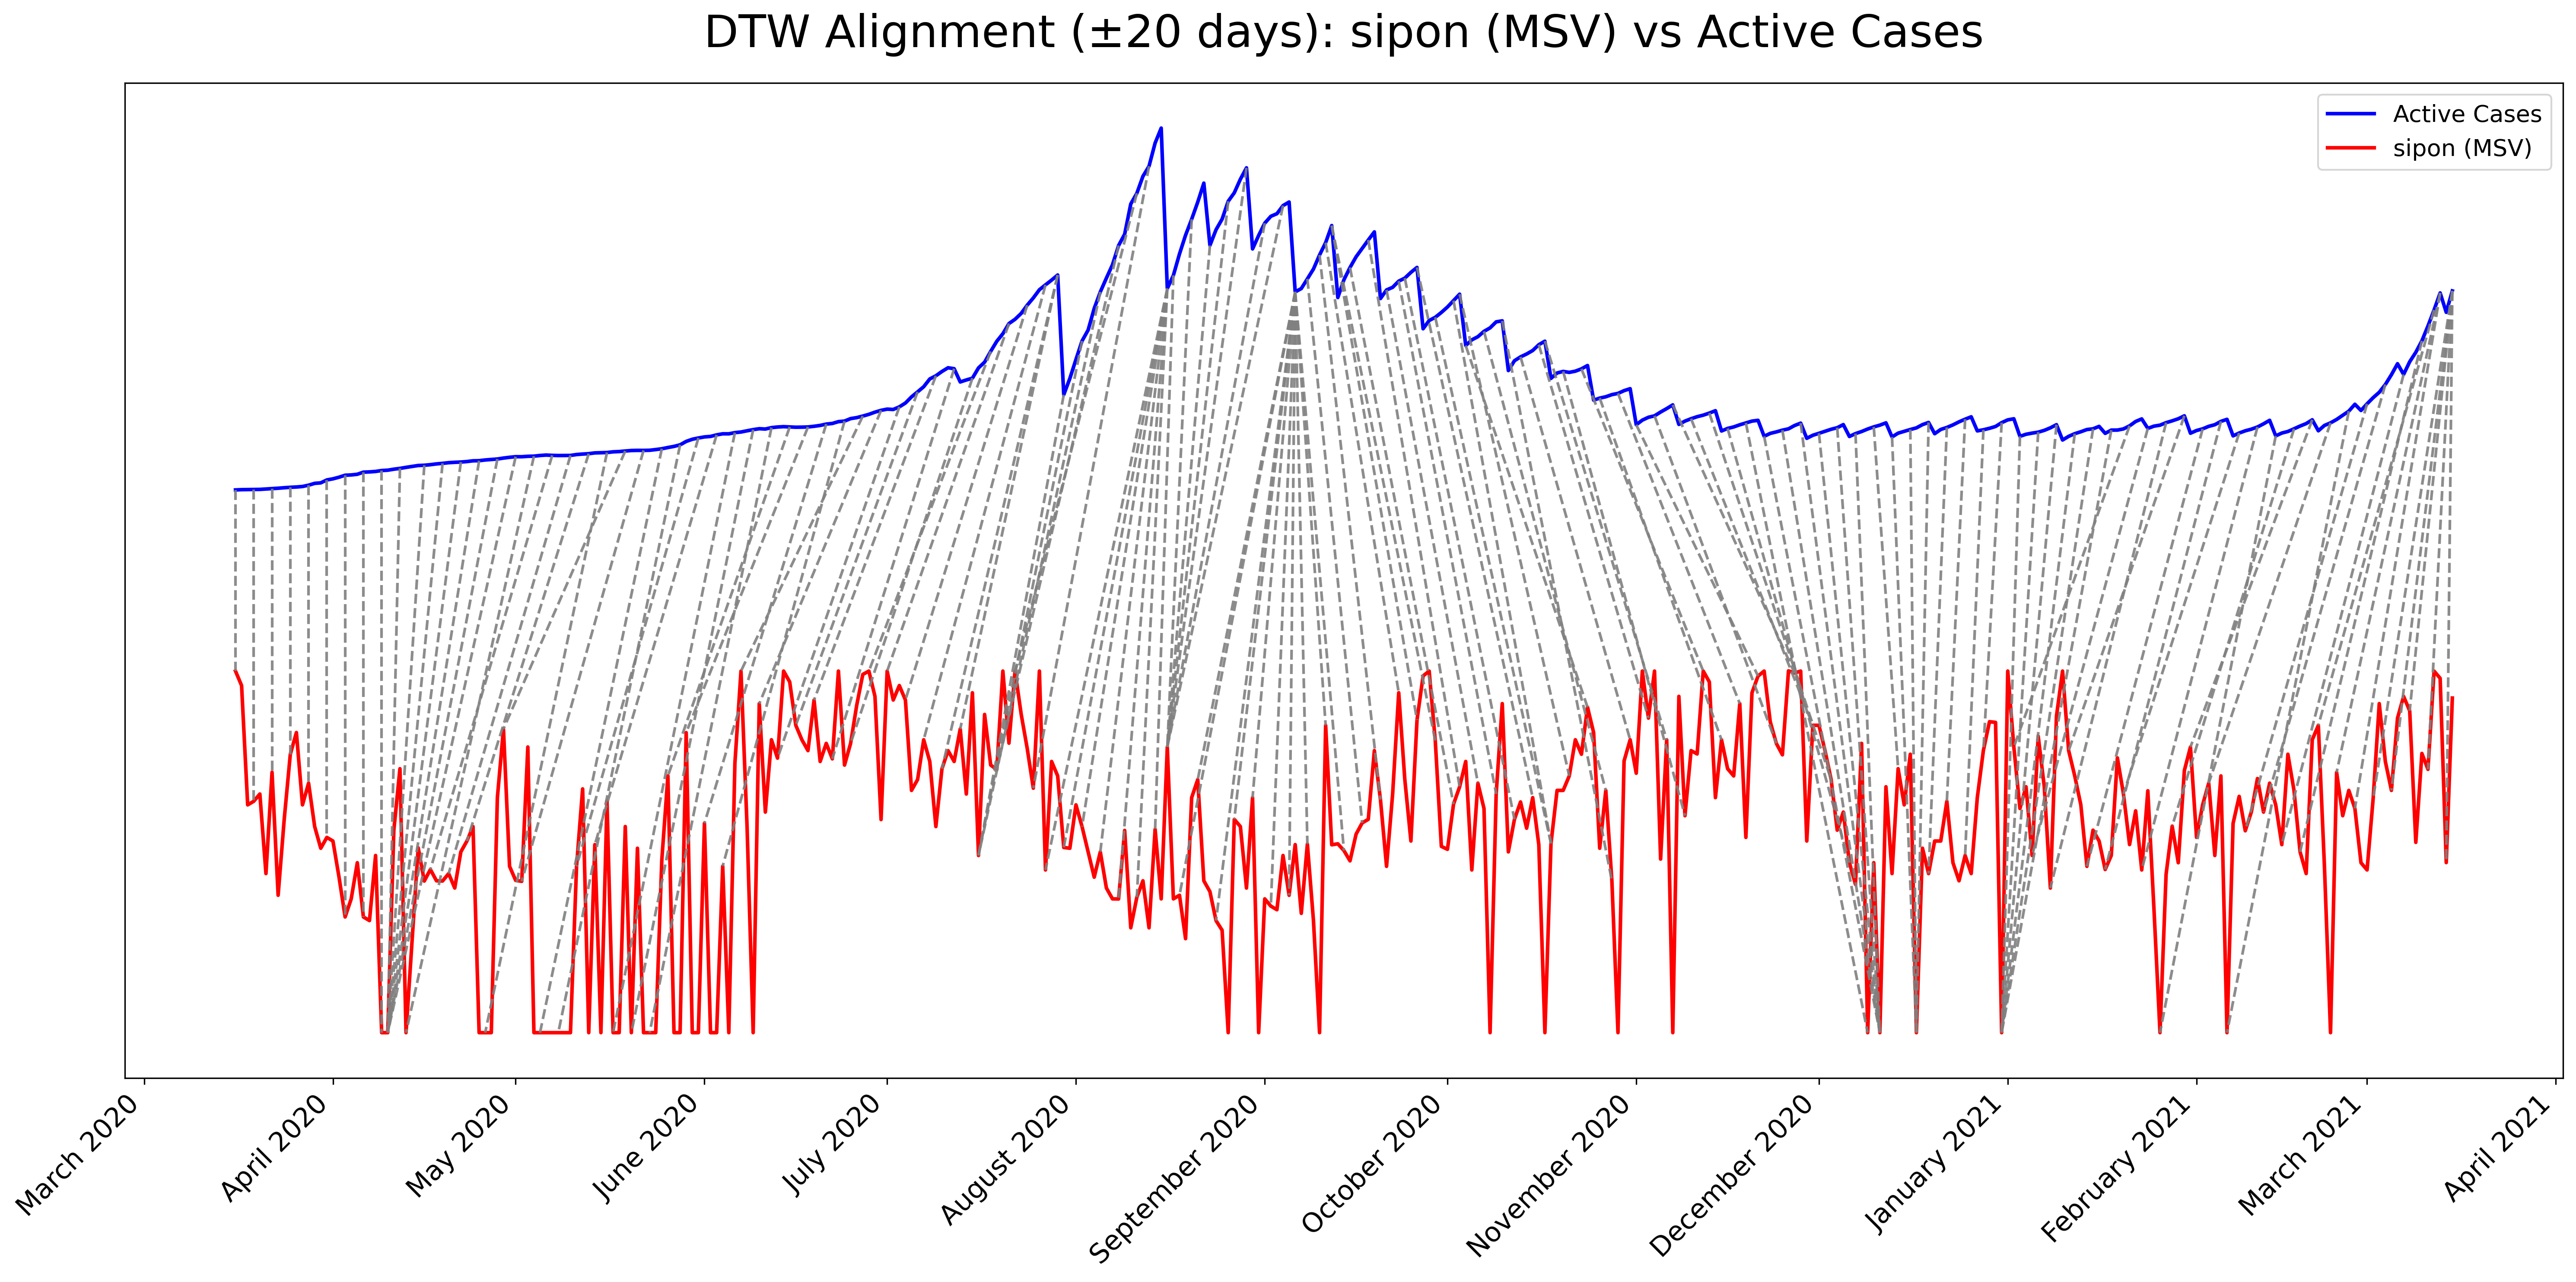 DTW Alignment (±20 days): sipon (MSV) vs Active Cases
Active Cases
sipon (MSV)
March 2020
April 2020
May 2020
June 2020
July 2020
August 2020
September 2020
October 2020
November 2020
December 2020
January 2021
February 2021
March 2021
April 2021